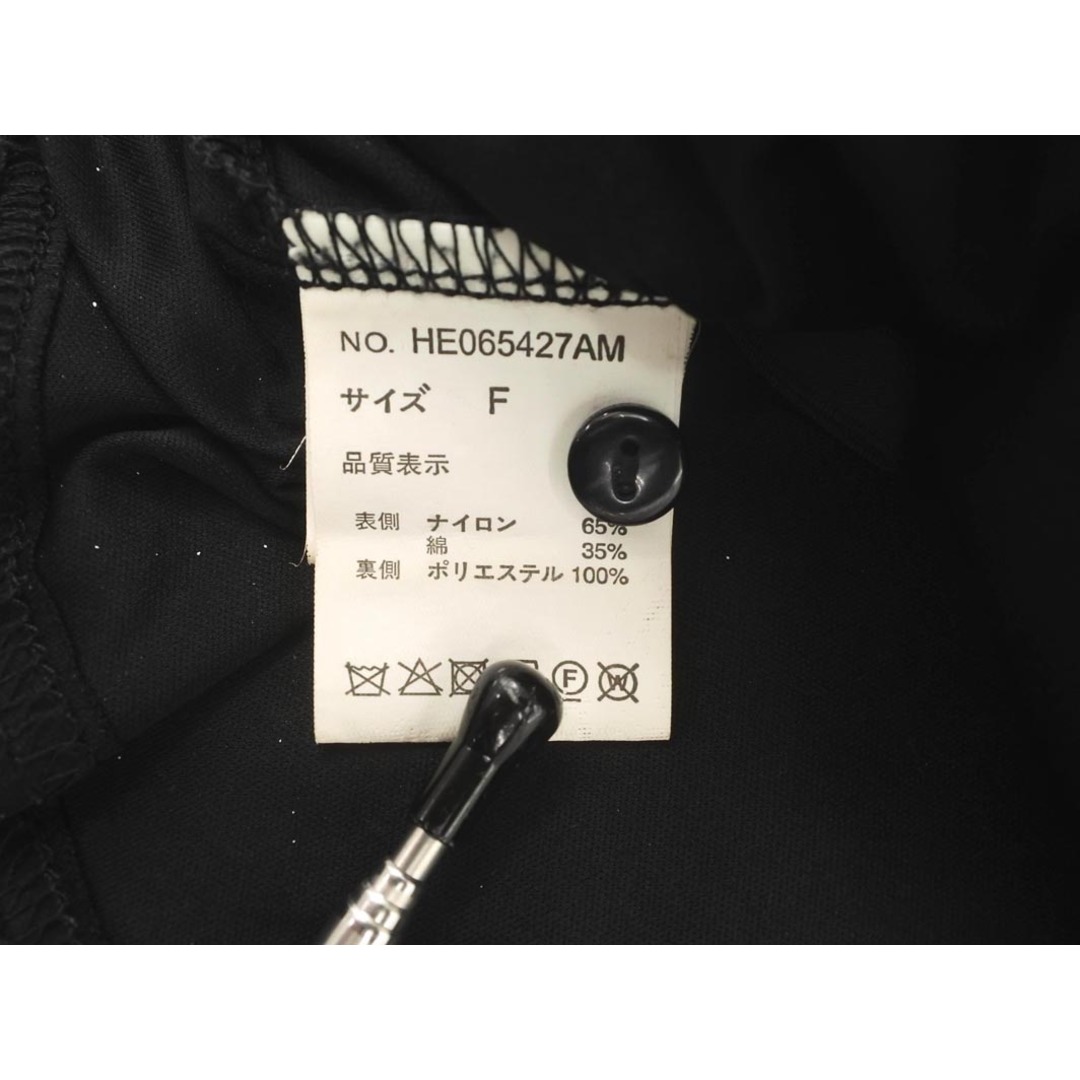 NO. HE065427AM
サイズ F
品質表示
表側 ナイロン 65%
綿 35%
裏側 ポリエステル 100%
F W